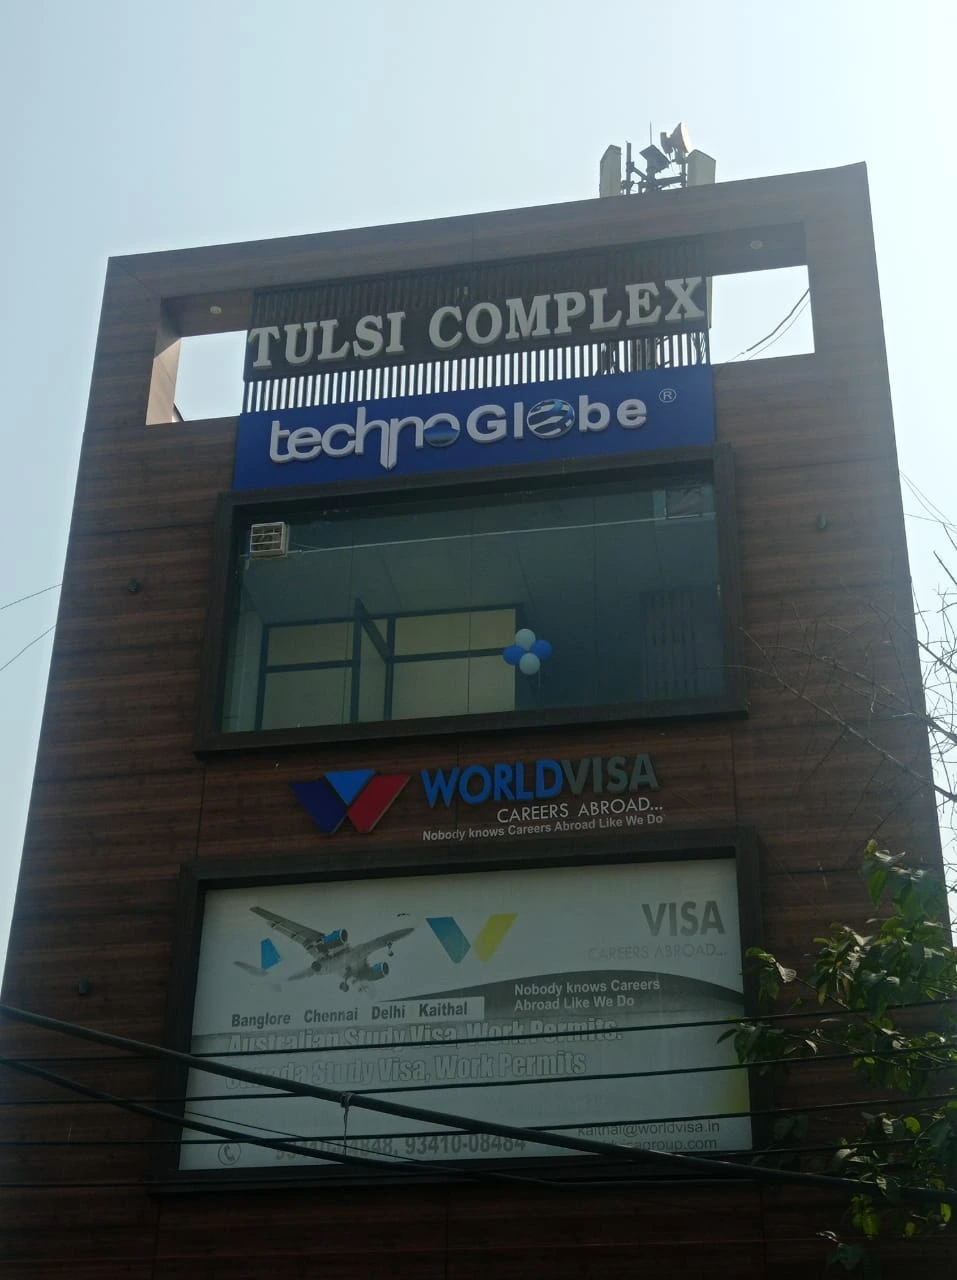 TULSI COMPLEX
technoGlobe ®
WORLDVISA
CAREERS ABROAD...
Nobody knows Careers Abroad Like We Do
VISA
CAREERS ABROAD...
Nobody knows Careers
Abroad Like We Do
Banglore Chennai Delhi Kaithal
Australian Study Visa, Work Permits.
Canada Study Visa, Work Permits
93410-08484
kaithal@worldvisa.in